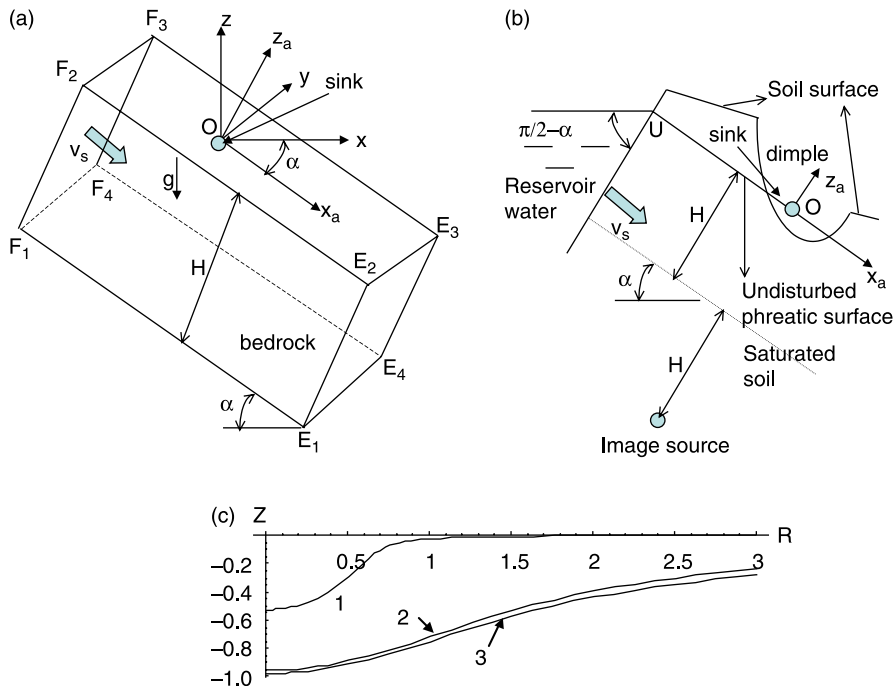 (a)
F3
z
za
F2
y
sink
O
x
vs
α
F4
g
xa
F1
H
E3
E2
bedrock
E4
α
E1
(b)
Soil surface
π/2−α
U
sink
dimple
za
Reservoir
water
H
O
vs
α
xa
Undisturbed
phreatic surface
H
Saturated
soil
Image source
(c)
Z
R
0.5
1
1.5
2
2.5
3
−0.2
−0.4
−0.6
−0.8
−1.0
1
2
3